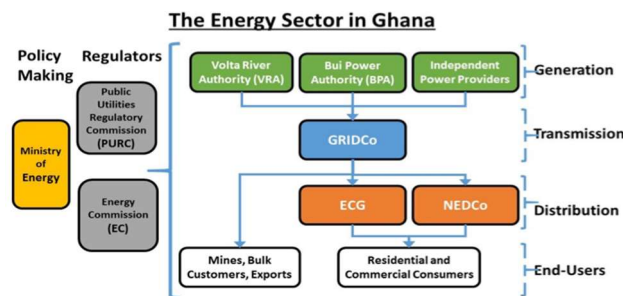 The Energy Sector in Ghana
Policy
Making
Regulators
Public
Utilities
Regulatory
Commission
(PURC)
Ministry
of
Energy
Energy
Commission
(EC)
Volta River
Authority (VRA)
Bui Power
Authority (BPA)
Independent
Power Providers
Generation
GRIDCo
Transmission
ECG
NEDCo
Distribution
Mines, Bulk
Customers, Exports
Residential and
Commercial Consumers
End-Users